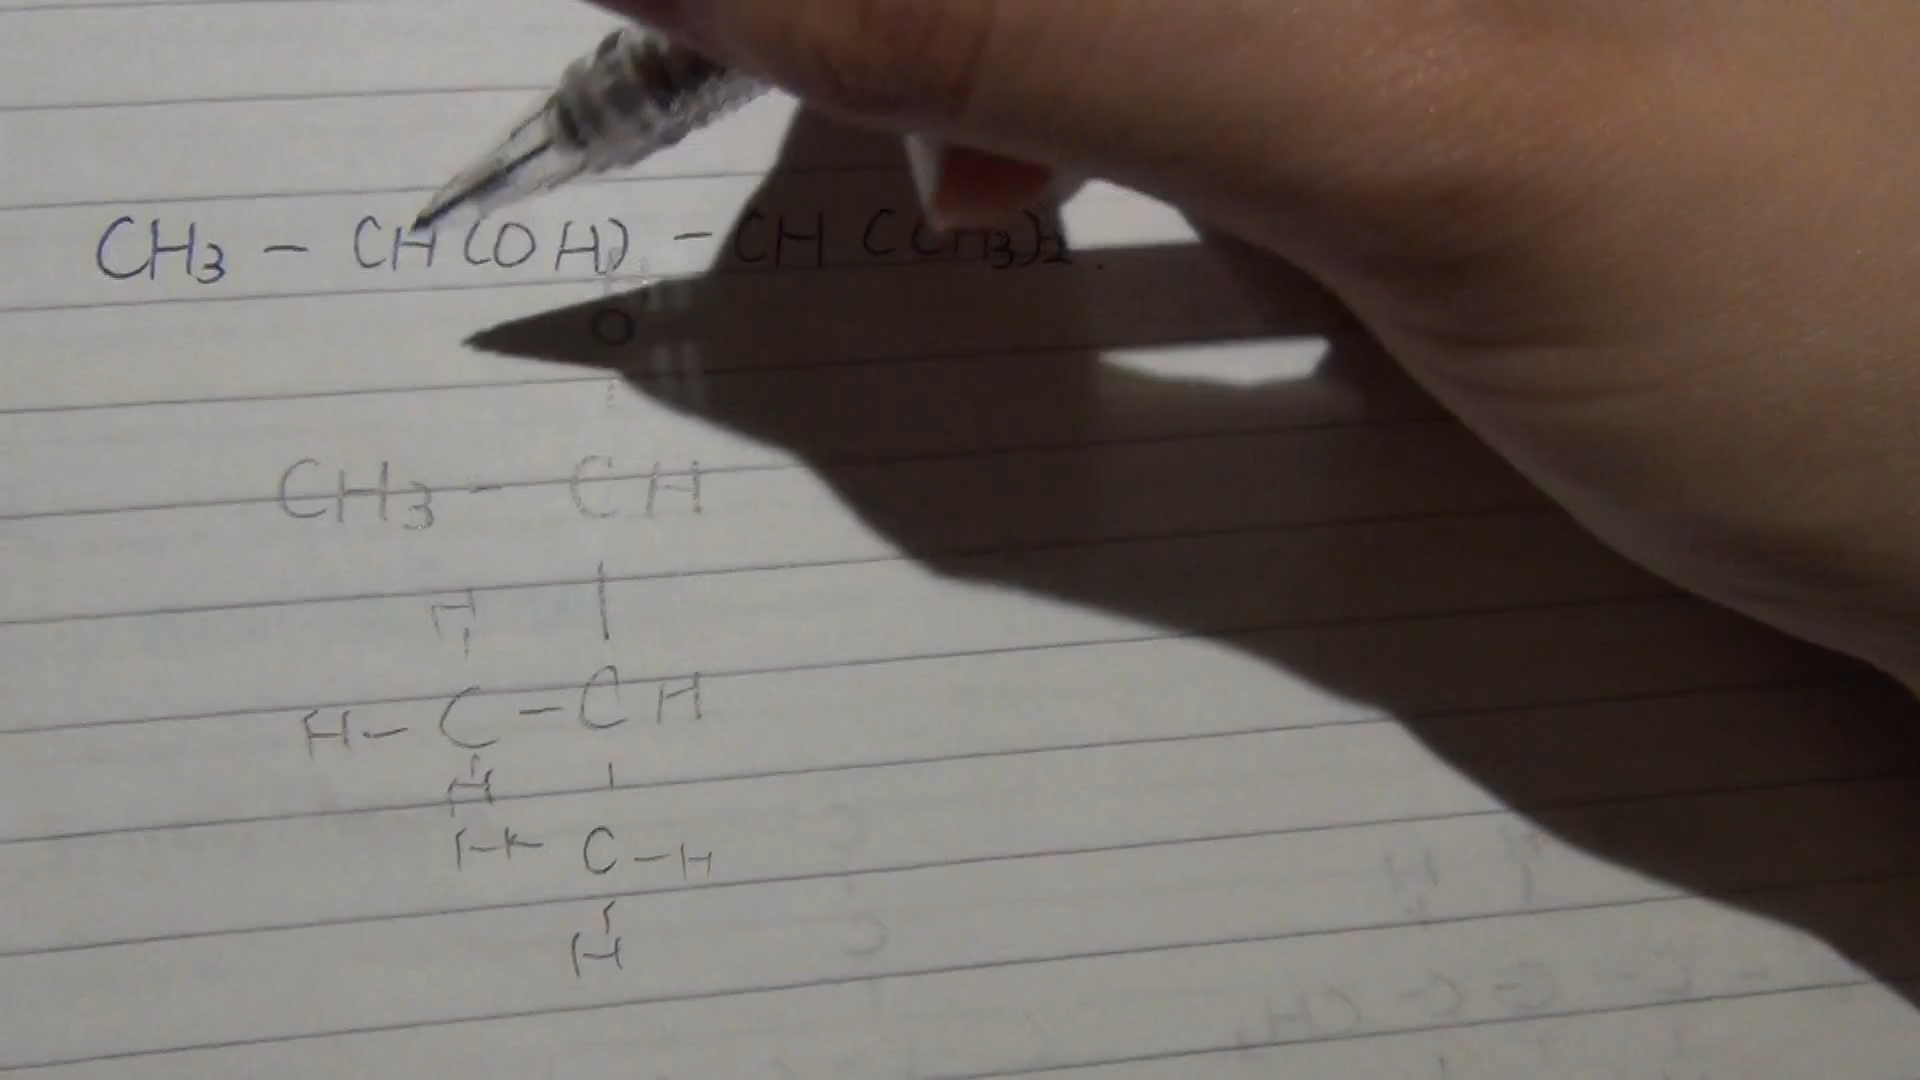 CH3 - CH(OH) - CH C(CH3)2.
O
CH3 - CH
H
H - C - CH
H
C - H
H